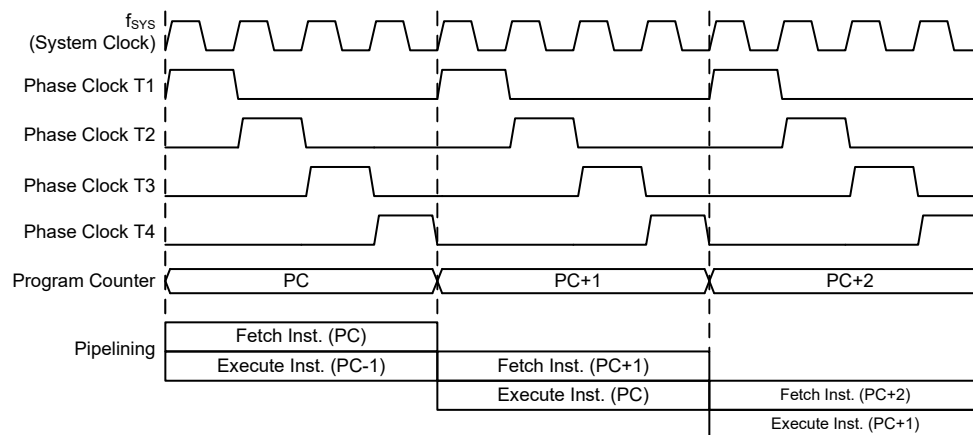 fSYS
(System Clock)
Phase Clock T1
Phase Clock T2
Phase Clock T3
Phase Clock T4
Program Counter PC PC+1 PC+2
Pipelining
Fetch Inst. (PC)
Execute Inst. (PC-1) Fetch Inst. (PC+1)
Execute Inst. (PC) Fetch Inst. (PC+2)
Execute Inst. (PC+1)